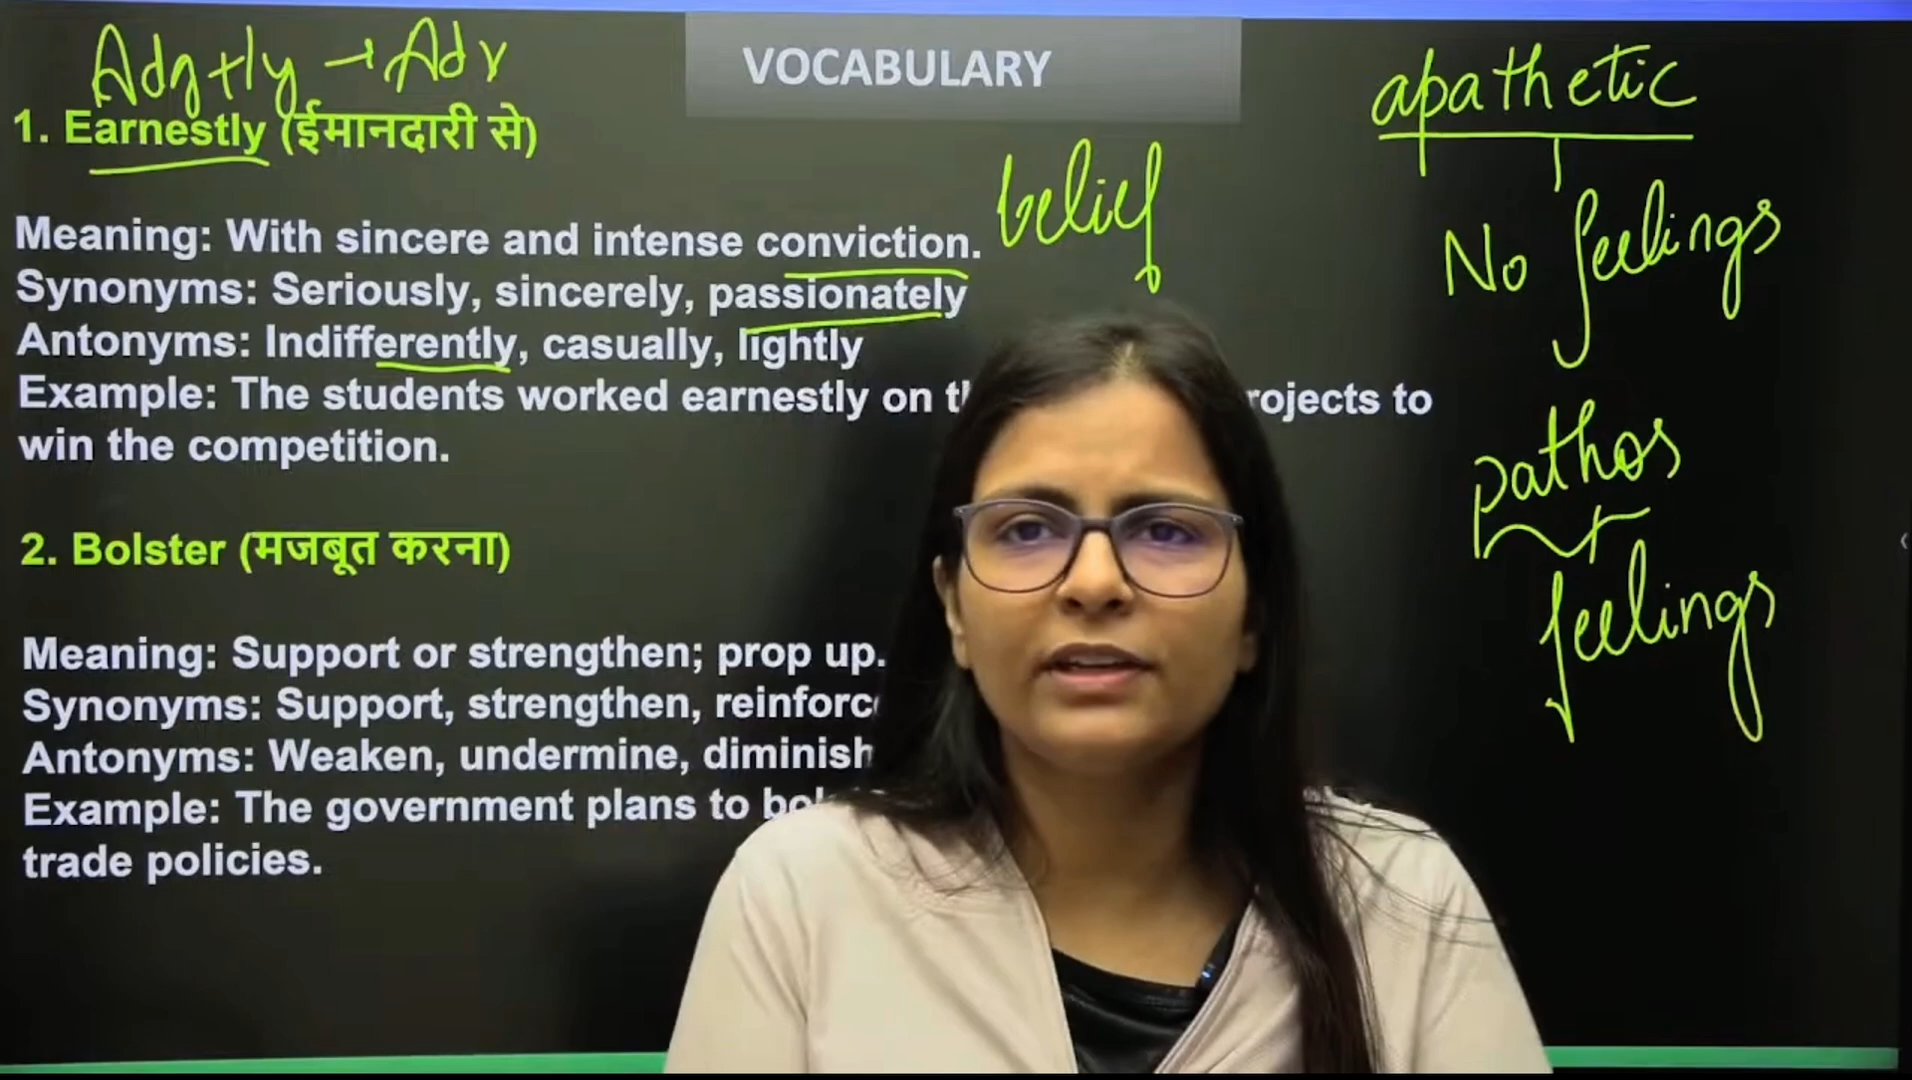 VOCABULARY
Adj+ly → Adv
1. Earnestly (ईमानदारी से)
Meaning: With sincere and intense conviction.
belief
Synonyms: Seriously, sincerely, passionately
Antonyms: Indifferently, casually, lightly
Example: The students worked earnestly on
rojects to
win the competition.
2. Bolster (मजबूत करना)
Meaning: Support or strengthen; prop up.
Synonyms: Support, strengthen, reinforc
Antonyms: Weaken, undermine, diminish
Example: The government plans to
trade policies.
apathetic
No feelings
pathos
feelings